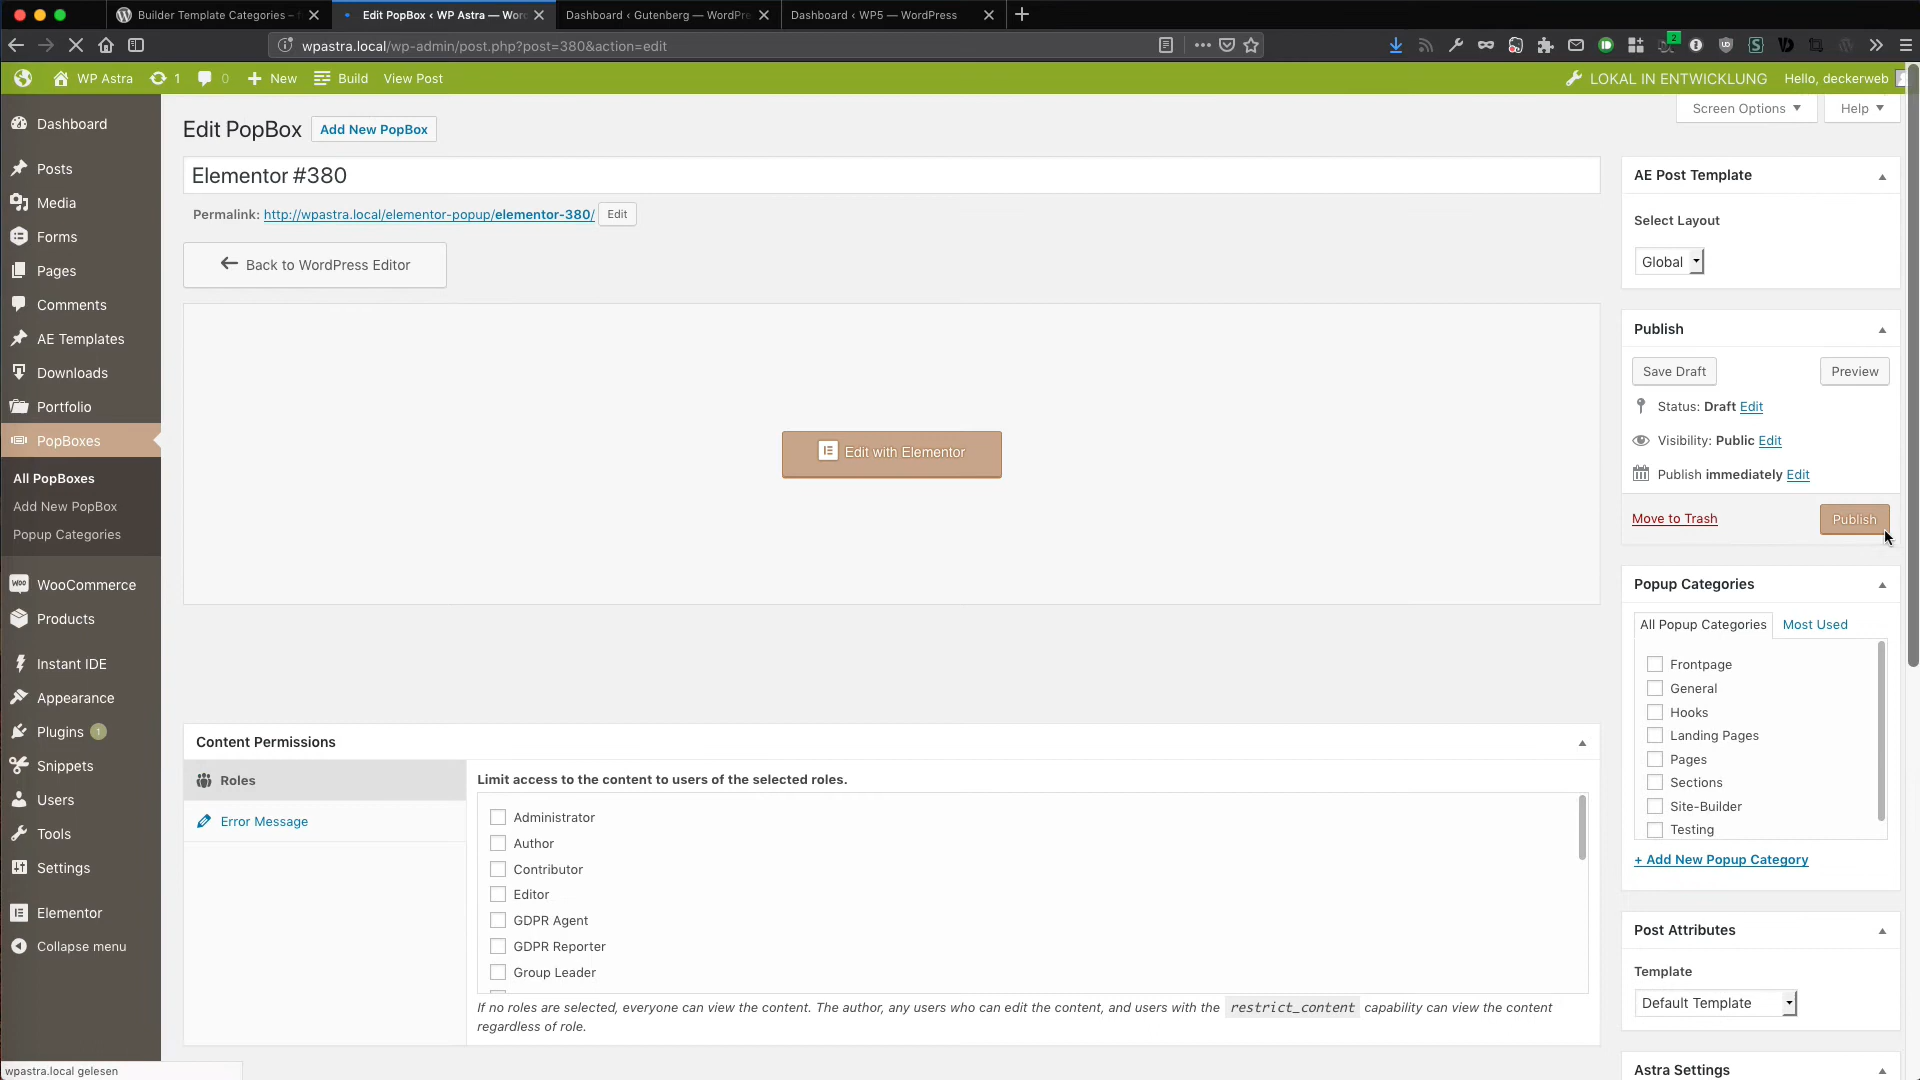 Builder Template Categories –
Edit PopBox ‹ WP Astra — Wor
Dashboard ‹ Gutenberg — WordPre
Dashboard ‹ WP5 — WordPress
wpastra.local/wp-admin/post.php?post=380&action=edit
2
WP Astra
1
0
New
Build
View Post
LOKAL IN ENTWICKLUNG
Hello, deckerweb
Dashboard
Posts
Media
Forms
Pages
Comments
AE Templates
Downloads
Portfolio
PopBoxes
All PopBoxes
Add New PopBox
Popup Categories
WooCommerce
Products
Instant IDE
Appearance
Plugins 1
Snippets
Users
Tools
Settings
Elementor
Collapse menu
wpastra.local gelesen
Screen Options
Help
Edit PopBox
Add New PopBox
Elementor #380
Permalink: http://wpastra.local/elementor-popup/elementor-380/ Edit
Back to WordPress Editor
Edit with Elementor
Content Permissions
Roles
Error Message
Limit access to the content to users of the selected roles.
Administrator
Author
Contributor
Editor
GDPR Agent
GDPR Reporter
Group Leader
If no roles are selected, everyone can view the content. The author, any users who can edit the content, and users with the restrict_content capability can view the content
regardless of role.
AE Post Template
Select Layout
Global
Publish
Save Draft
Preview
Status: Draft Edit
Visibility: Public Edit
Publish immediately Edit
Move to Trash
Publish
Popup Categories
All Popup Categories
Most Used
Frontpage
General
Hooks
Landing Pages
Pages
Sections
Site-Builder
Testing
+ Add New Popup Category
Post Attributes
Template
Default Template
Astra Settings